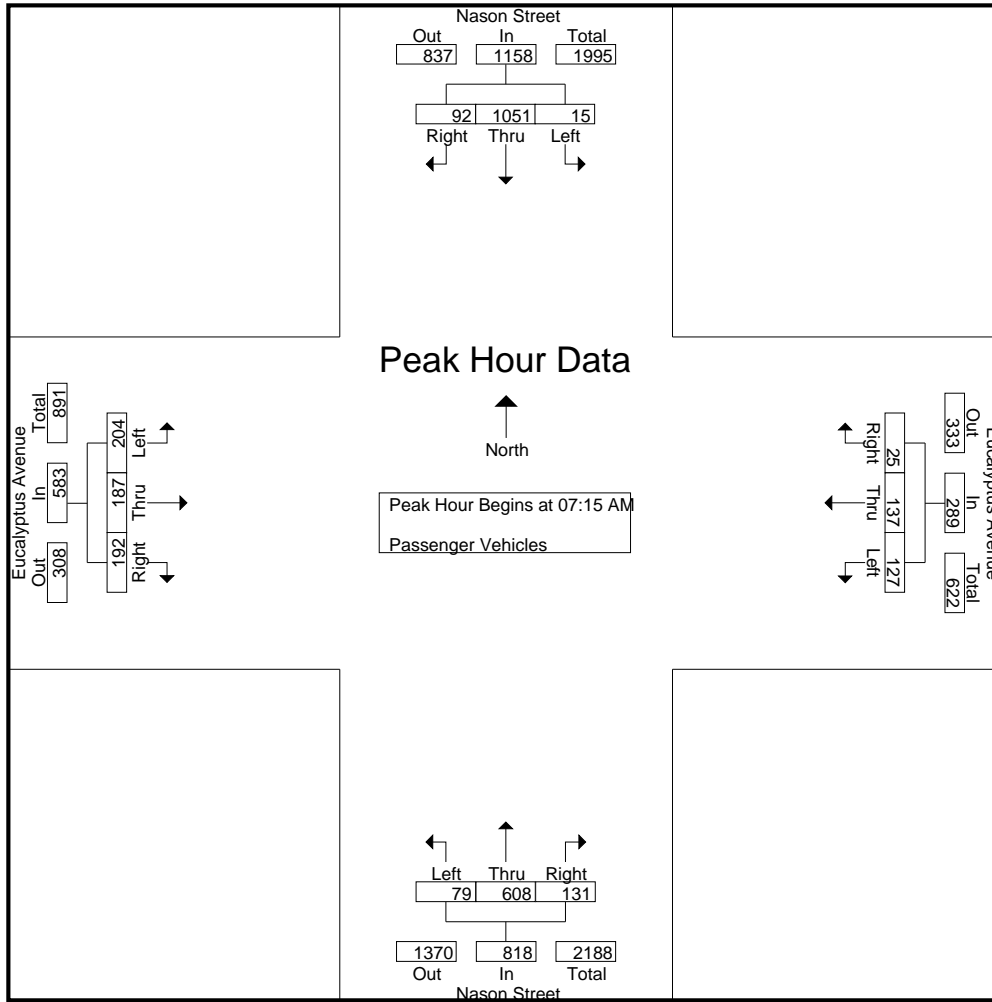 Nason Street
Out In Total
837 1158 1995
92 1051 15
Right Thru Left
Peak Hour Data
North
Peak Hour Begins at 07:15 AM
Passenger Vehicles
Eucalyptus Avenue
Out In Total
308 583 891
192 187 204
Right Thru Left
Eucalyptus Avenue
Out In Total
333 289 622
25 137 127
Right Thru Left
Left Thru Right
79 608 131
1370 818 2188
Out In Total
Nason Street